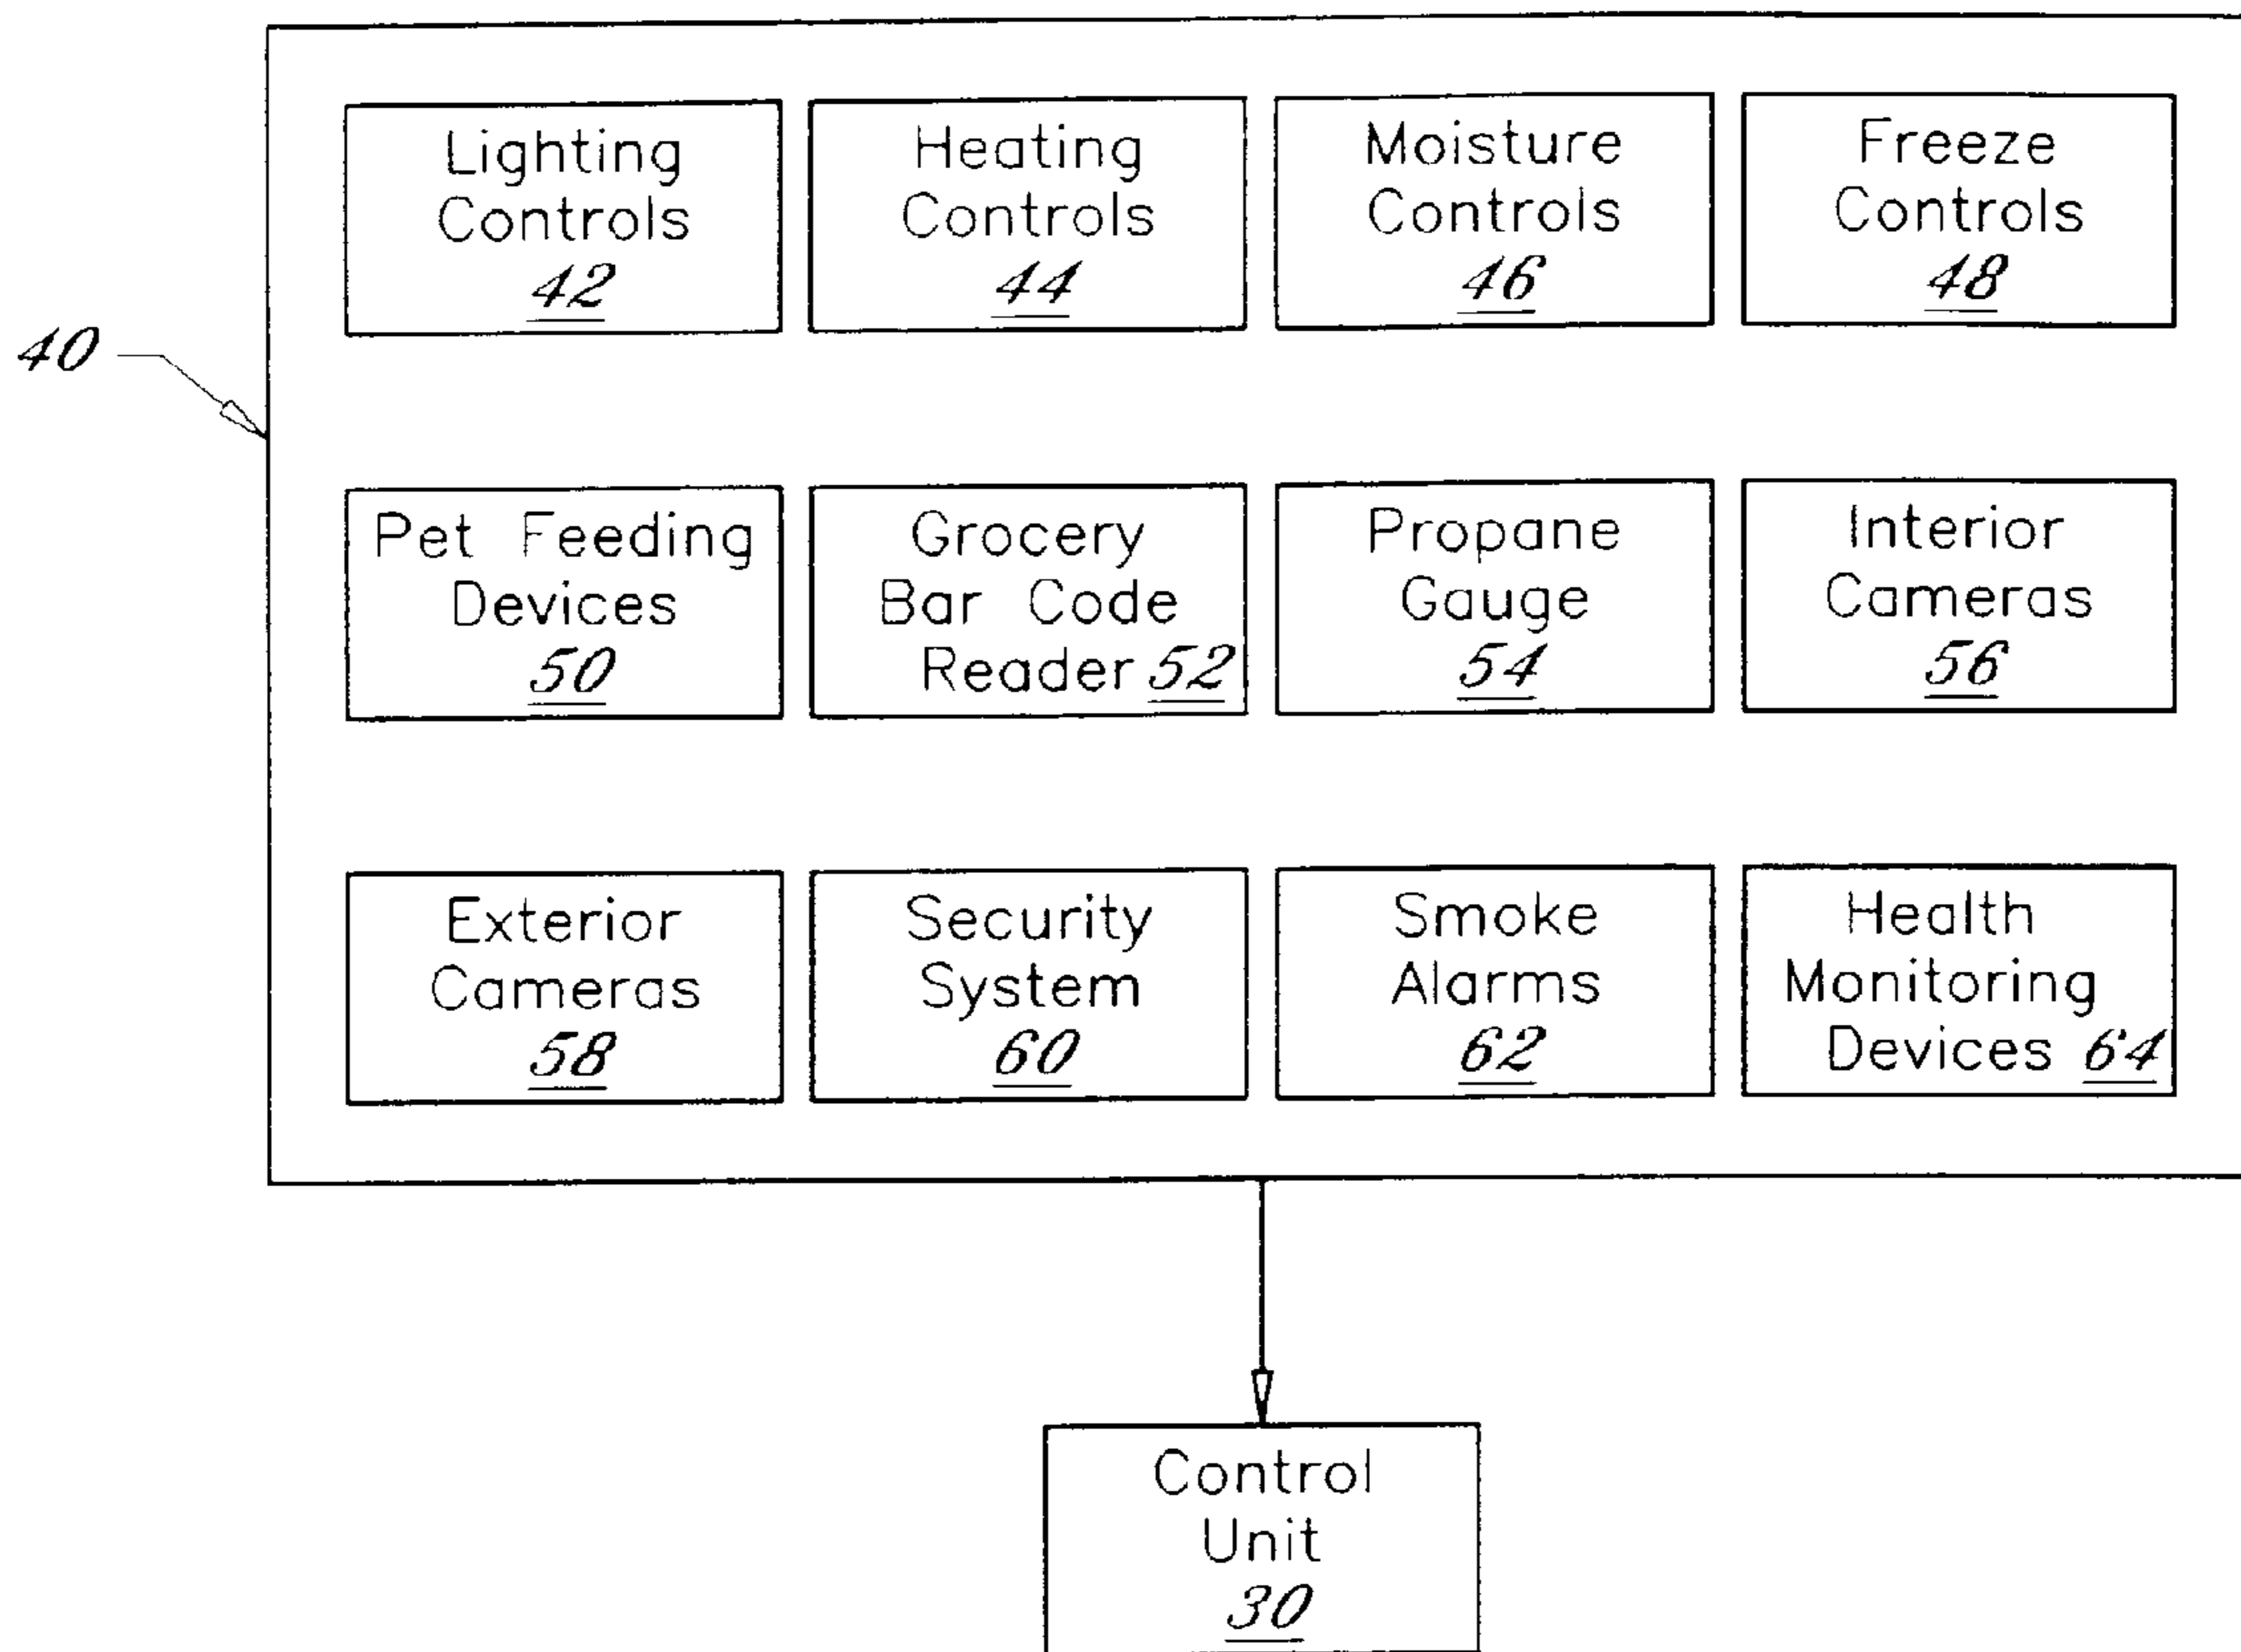 Lighting
Controls
42
Heating
Controls
44
Moisture
Controls
46
Freeze
Controls
48
40
Pet Feeding
Devices
50
Grocery
Bar Code
Reader 52
Propane
Gauge
54
Interior
Cameras
56
Exterior
Cameras
58
Security
System
60
Smoke
Alarms
62
Health
Monitoring
Devices 64
Control
Unit
30